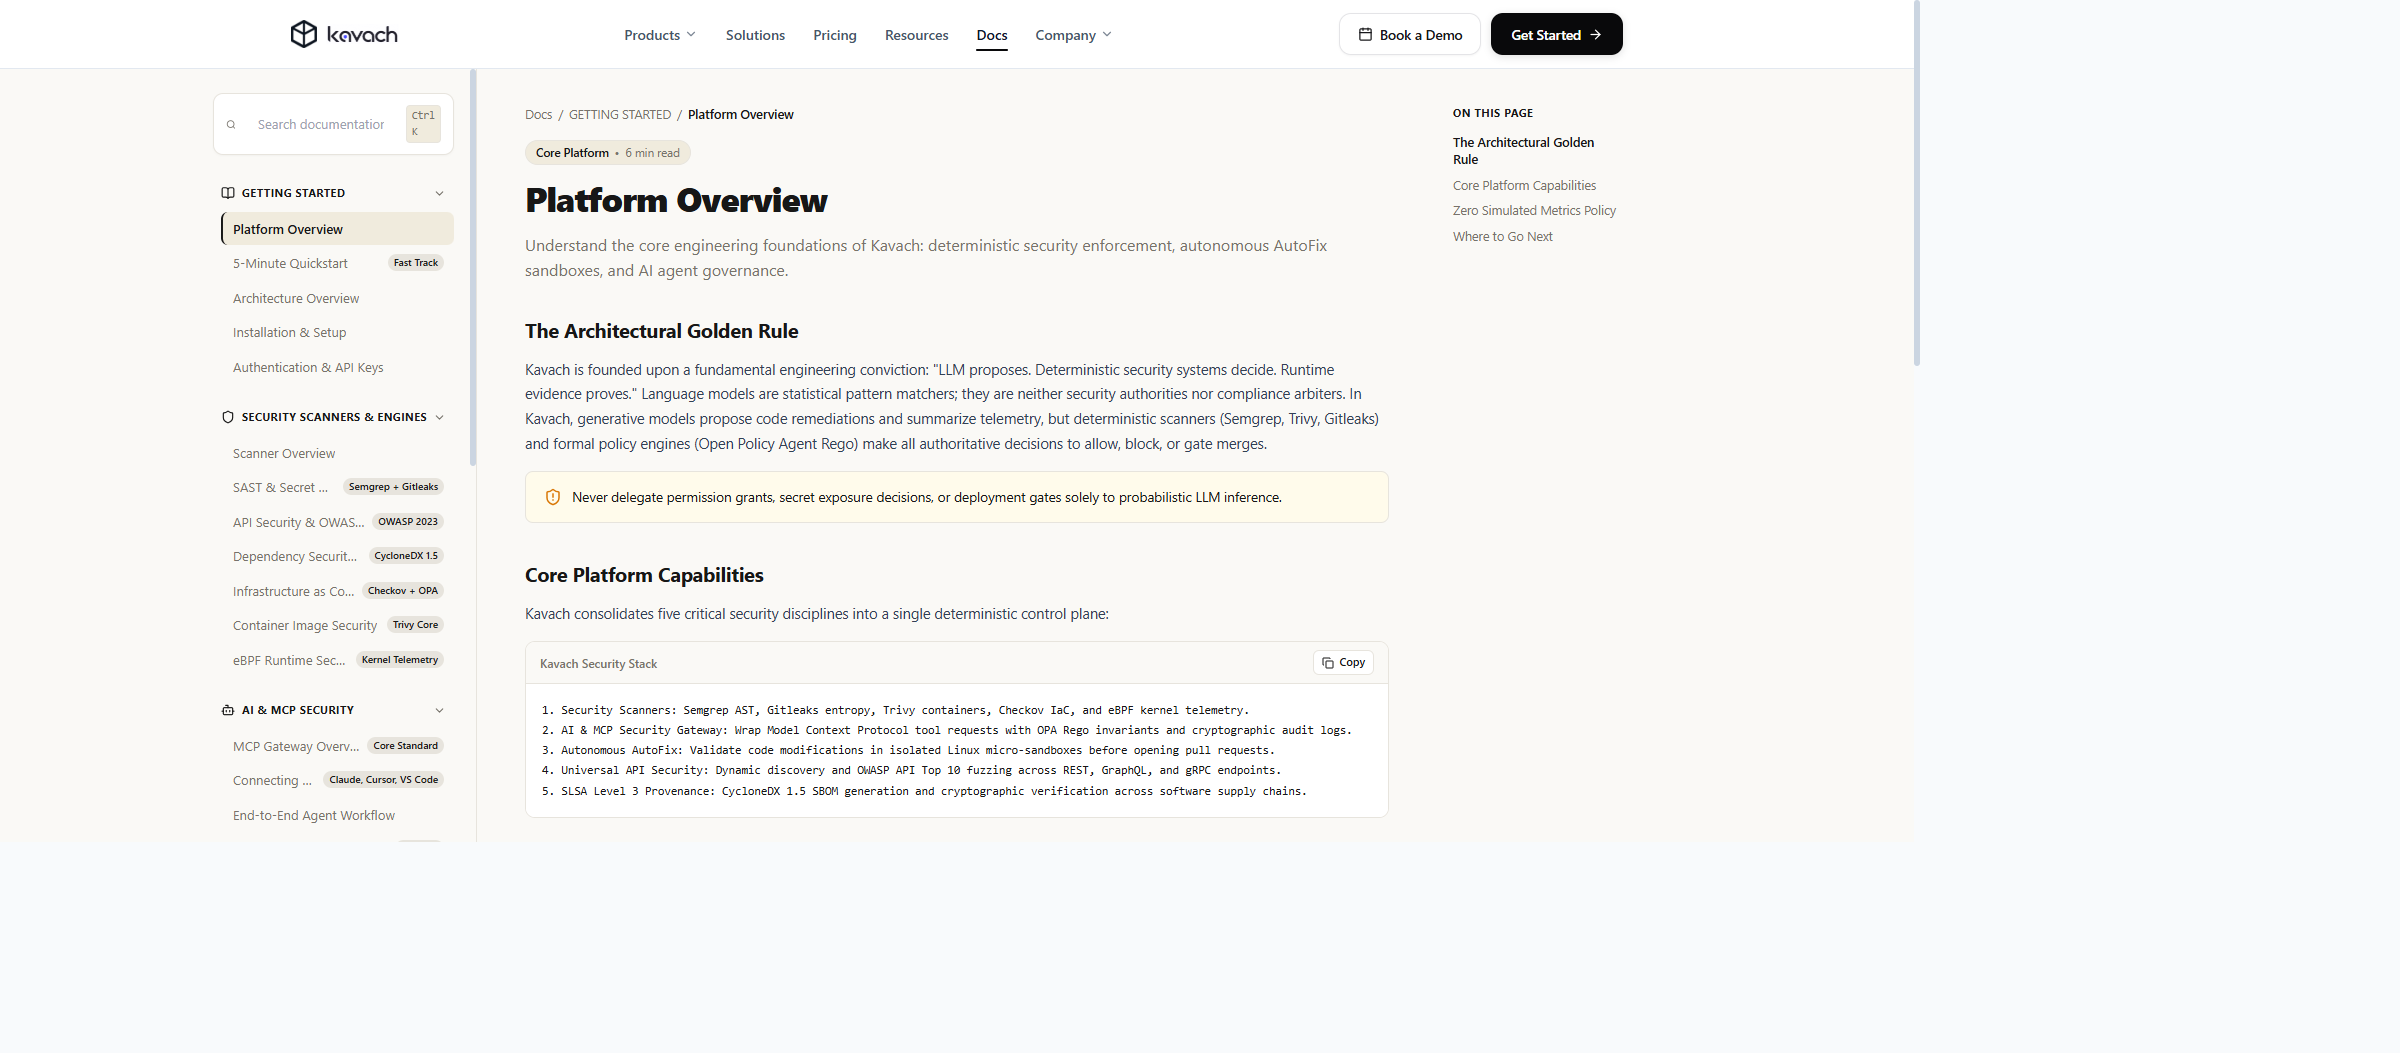 kavach
Products
Solutions
Pricing
Resources
Docs
Company
Book a Demo
Get Started
Search documentation
Ctrl
K
GETTING STARTED
Platform Overview
5-Minute Quickstart
Fast Track
Architecture Overview
Installation & Setup
Authentication & API Keys
SECURITY SCANNERS & ENGINES
Scanner Overview
SAST & Secret ...
Semgrep + Gitleaks
API Security & OWAS...
OWASP 2023
Dependency Securit...
CycloneDX 1.5
Infrastructure as Co...
Checkov + OPA
Container Image Security
Trivy Core
eBPF Runtime Sec...
Kernel Telemetry
AI & MCP SECURITY
MCP Gateway Overv...
Core Standard
Connecting ...
Claude, Cursor, VS Code
End-to-End Agent Workflow
Docs / GETTING STARTED / Platform Overview
Core Platform • 6 min read
Platform Overview
Understand the core engineering foundations of Kavach: deterministic security enforcement, autonomous AutoFix
sandboxes, and AI agent governance.
The Architectural Golden Rule
Kavach is founded upon a fundamental engineering conviction: "LLM proposes. Deterministic security systems decide. Runtime
evidence proves." Language models are statistical pattern matchers; they are neither security authorities nor compliance arbiters. In
Kavach, generative models propose code remediations and summarize telemetry, but deterministic scanners (Semgrep, Trivy, Gitleaks)
and formal policy engines (Open Policy Agent Rego) make all authoritative decisions to allow, block, or gate merges.
Never delegate permission grants, secret exposure decisions, or deployment gates solely to probabilistic LLM inference.
Core Platform Capabilities
Kavach consolidates five critical security disciplines into a single deterministic control plane:
Kavach Security Stack
Copy
1. Security Scanners: Semgrep AST, Gitleaks entropy, Trivy containers, Checkov IaC, and eBPF kernel telemetry.
2. AI & MCP Security Gateway: Wrap Model Context Protocol tool requests with OPA Rego invariants and cryptographic audit logs.
3. Autonomous AutoFix: Validate code modifications in isolated Linux micro-sandboxes before opening pull requests.
4. Universal API Security: Dynamic discovery and OWASP API Top 10 fuzzing across REST, GraphQL, and gRPC endpoints.
5. SLSA Level 3 Provenance: CycloneDX 1.5 SBOM generation and cryptographic verification across software supply chains.
ON THIS PAGE
The Architectural Golden
Rule
Core Platform Capabilities
Zero Simulated Metrics Policy
Where to Go Next